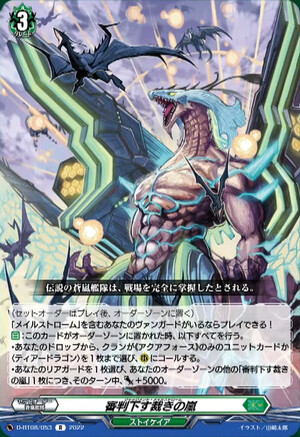 3
グレード
伝説の蒼嵐艦隊は、戦場を完全に掌握したとされる。
(セットオーダーはプレイ後、オーダーゾーンに置く)
「メイルストローム」を含むあなたのヴァンガードがいるならプレイできる!
:このカードがオーダーゾーンに置かれた時、以下すべてを行う。
・あなたのドロップから、クランが《アクアフォース》のみのユニットカードか
《ティアードラゴン》を1枚まで選び、にコールする。
・あなたのリアガードを1枚選び、あなたのオーダーゾーンの「審判下す裁きの嵐」
1枚につき、そのターン中、+5000。
審判下す裁きの嵐
ストイケイア
D-BT08/053 R 2022
イラスト/山崎太郎